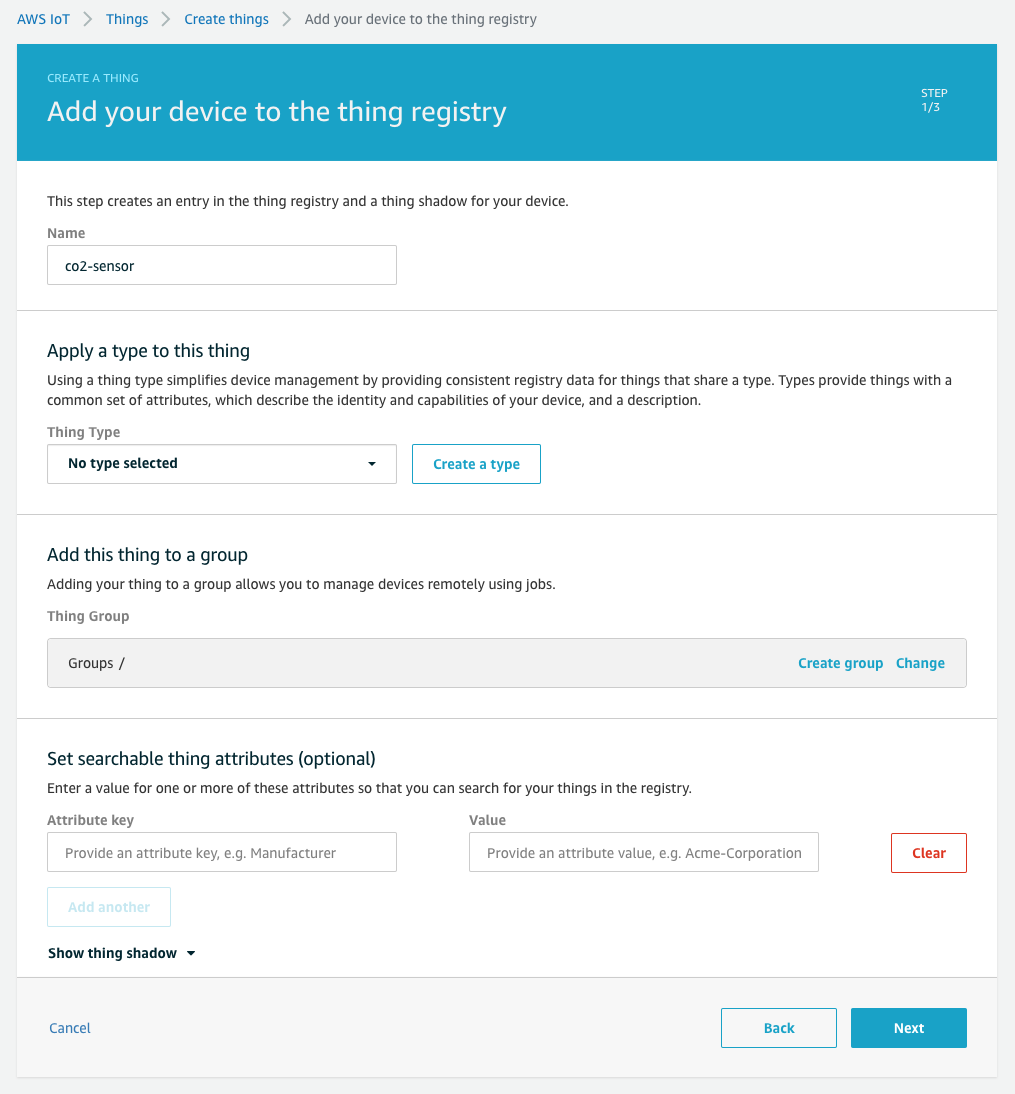 AWS IoT Things Create things Add your device to the thing registry
CREATE A THING
Add your device to the thing registry
STEP
1/3
This step creates an entry in the thing registry and a thing shadow for your device.
Name
co2-sensor
Apply a type to this thing
Using a thing type simplifies device management by providing consistent registry data for things that share a type. Types provide things with a
common set of attributes, which describe the identity and capabilities of your device, and a description.
Thing Type
No type selected Create a type
Add this thing to a group
Adding your thing to a group allows you to manage devices remotely using jobs.
Thing Group
Groups / Create group Change
Set searchable thing attributes (optional)
Enter a value for one or more of these attributes so that you can search for your things in the registry.
Attribute key Value
Provide an attribute key, e.g. Manufacturer Provide an attribute value, e.g. Acme-Corporation Clear
Add another
Show thing shadow
Cancel Back Next